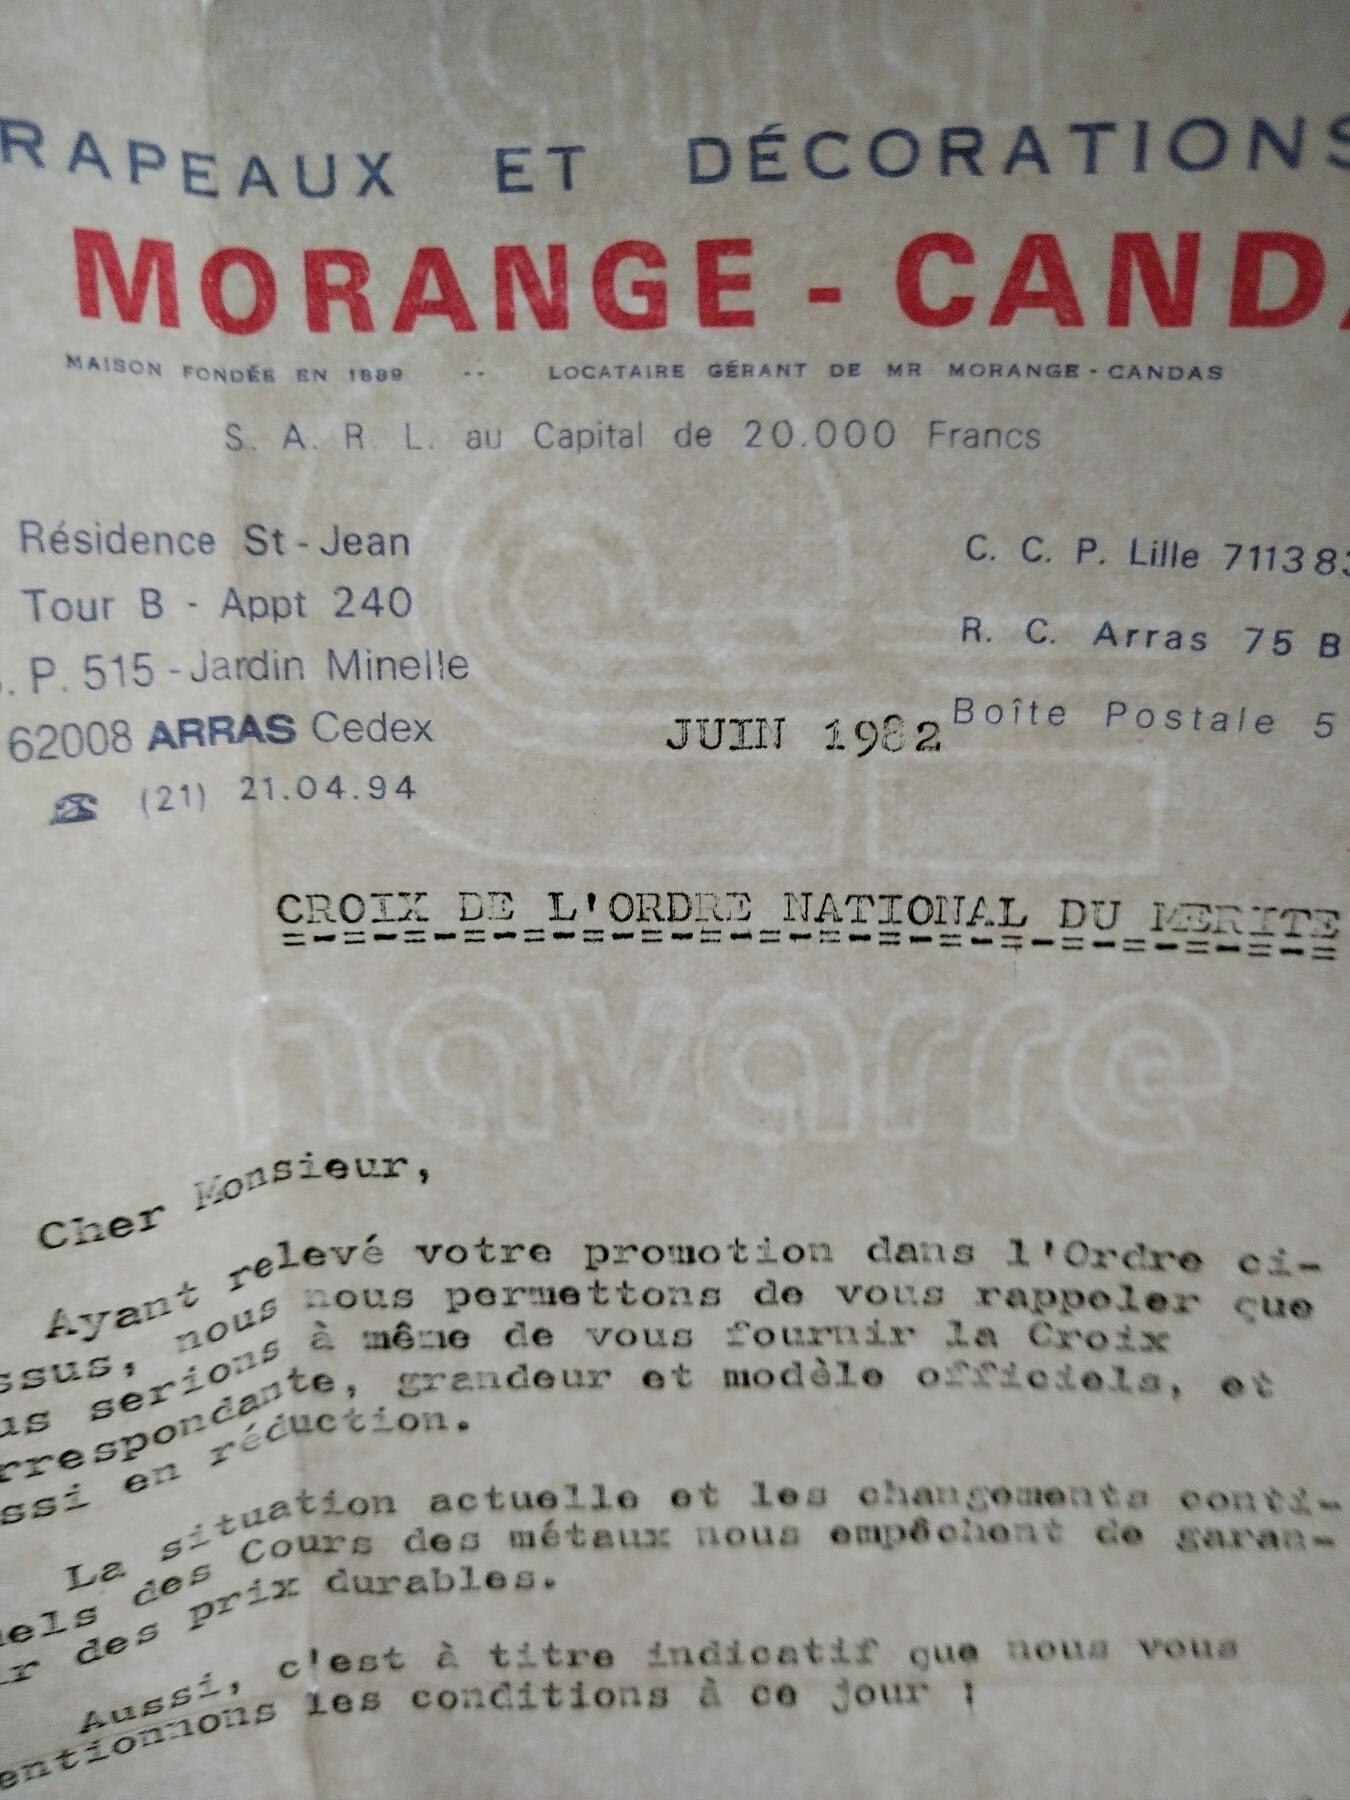 RAPEAUX ET DÉCORATIONS
MORANGE - CANDA
MAISON FONDÉE EN 1889 -- LOCATAIRE GÉRANT DE MR MORANGE - CANDAS
S. A. R. L. au Capital de 20.000 Francs
Résidence St - Jean
Tour B - Appt 240
. P. 515 - Jardin Minelle
62008 ARRAS Cedex
(21) 21.04.94
C. C. P. Lille 7113 83
R. C. Arras 75 B
Boîte Postale 5
JUIN 1982
CROIX DE L'ORDRE NATIONAL DU MERITE
=-=-=-=-=-=-=-=-=-=-=-=-=-=-=-=-=-=
navarre
Cher Monsieur,
Ayant relevé votre promotion dans l'Ordre ci-
ssus, nous nous permettons de vous rappeler que
us serions à même de vous fournir la Croix
rrespondante, grandeur et modèle officiels, et
ssi en réduction.
La situation actuelle et les changements conti-
els des Cours des métaux nous empêchent de garan-
ir des prix durables.
Aussi, c'est à titre indicatif que nous vous
entionnons les conditions à ce jour :